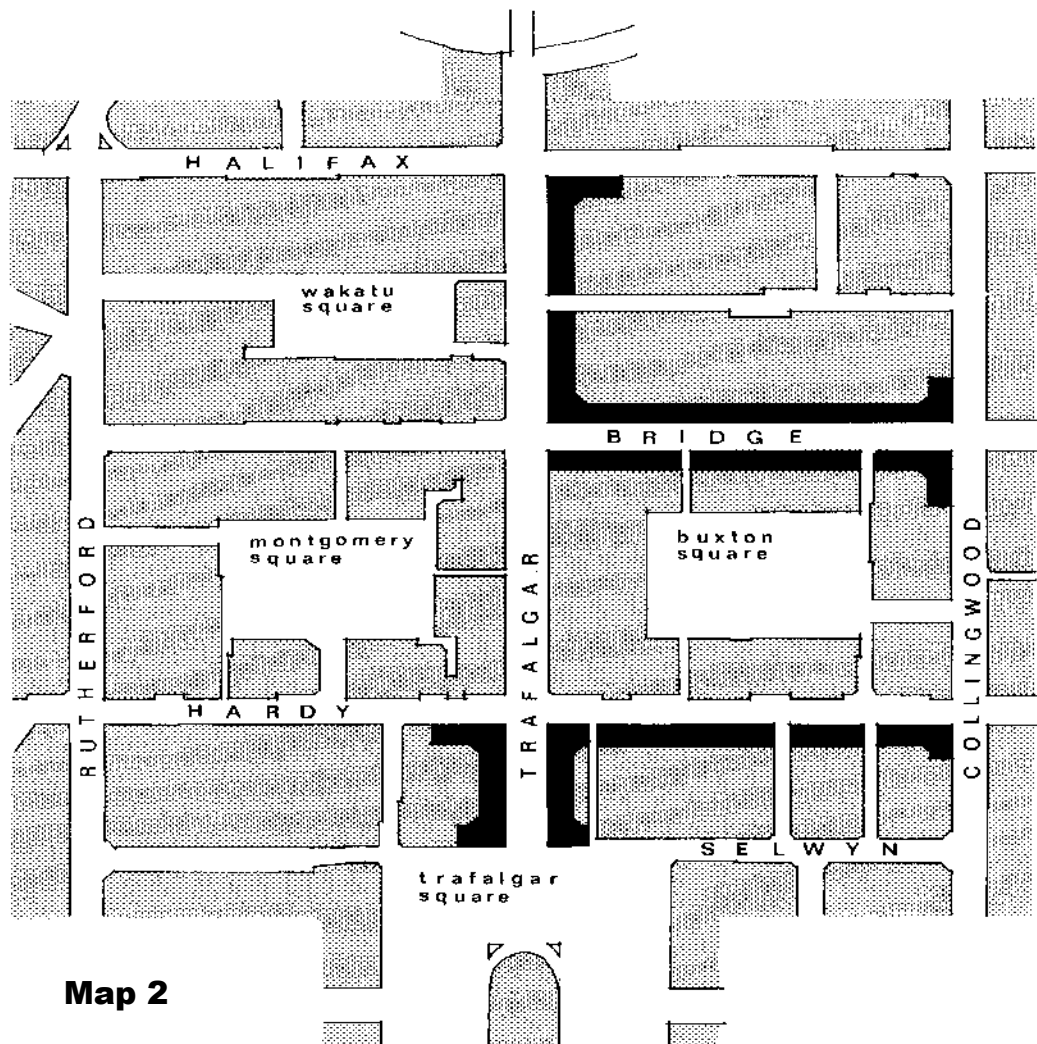 HALIFAX
wakatu
square
BRIDGE
RUTHERFORD
montgomery
square
TRAFALGAR
buxton
square
COLLINGWOOD
HARDY
SELWYN
trafalgar
square
Map 2